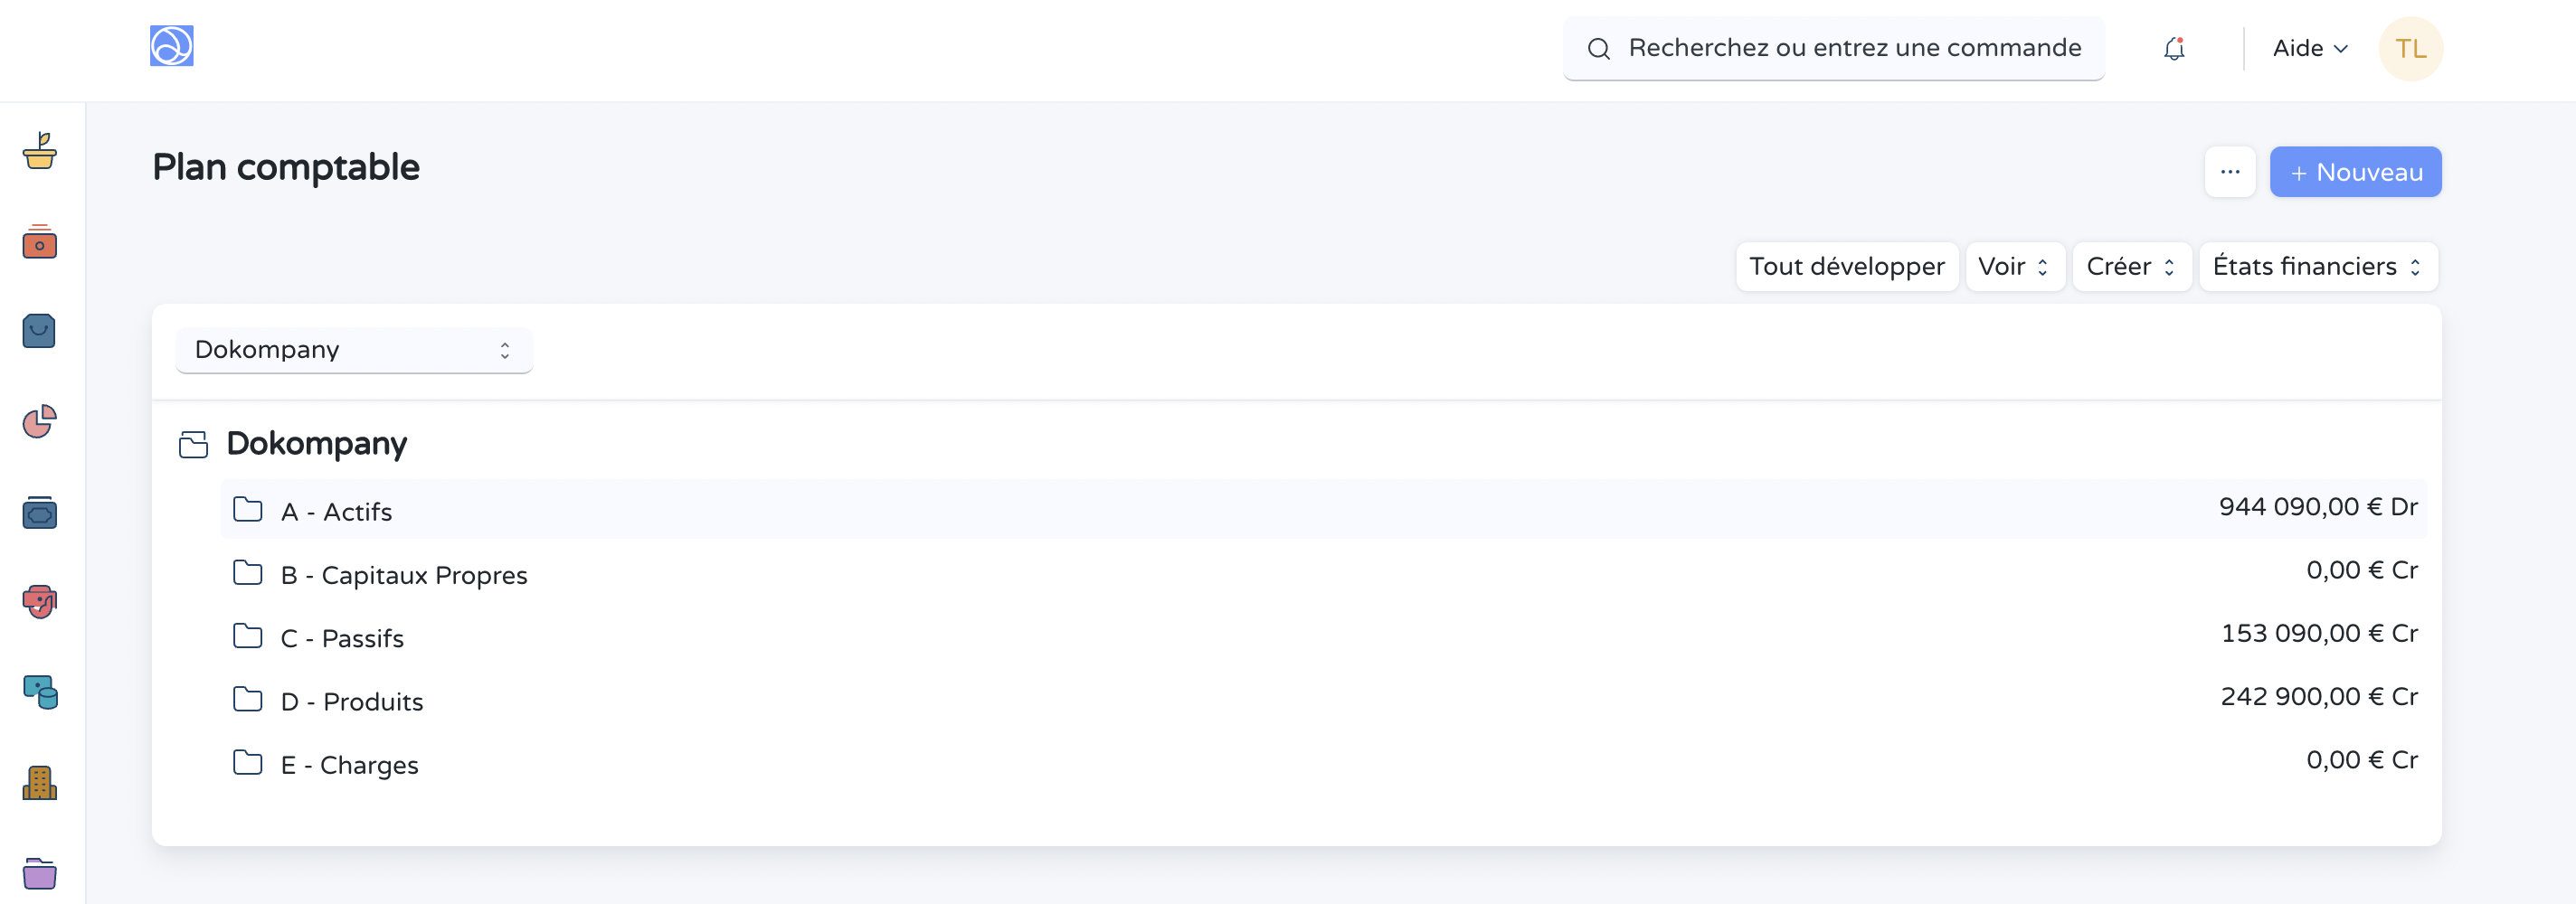 Recherchez ou entrez une commande
Aide
TL
Plan comptable
...
+ Nouveau
Tout développer
Voir
Créer
États financiers
Dokompany
Dokompany
A - Actifs 944 090,00 € Dr
B - Capitaux Propres 0,00 € Cr
C - Passifs 153 090,00 € Cr
D - Produits 242 900,00 € Cr
E - Charges 0,00 € Cr